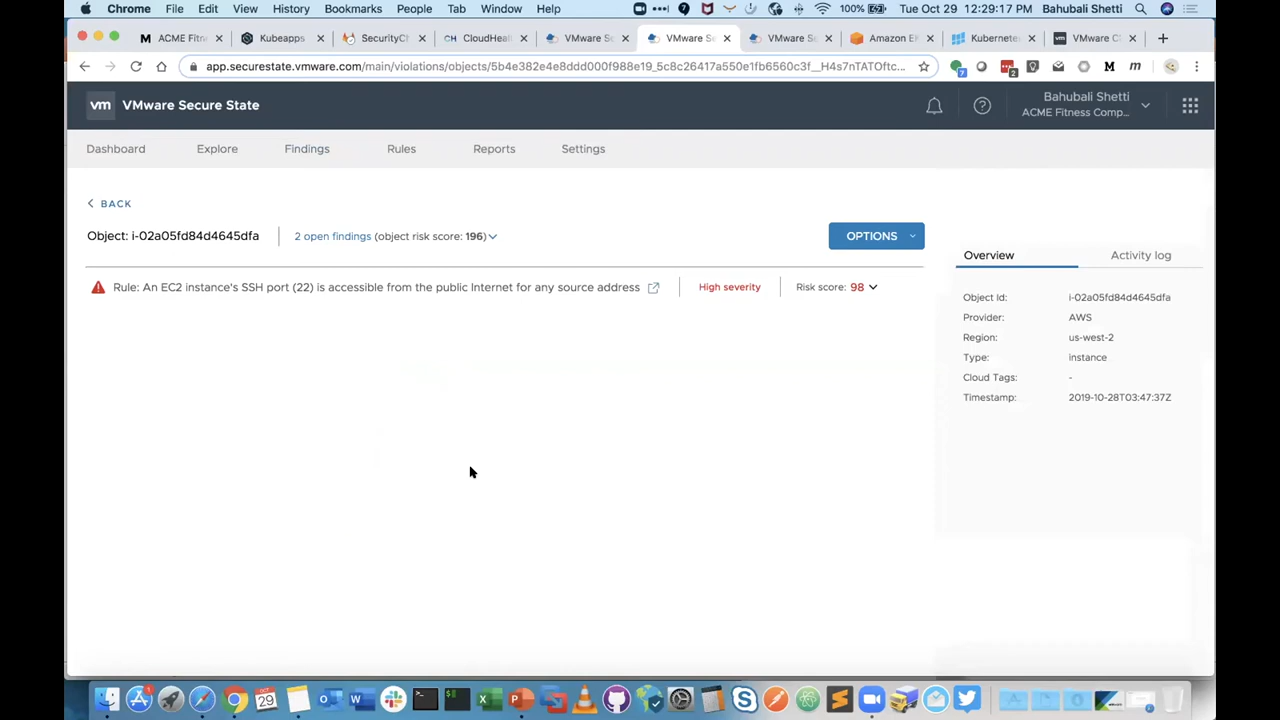 Chrome File Edit View History Bookmarks People Tab Window Help 100% Tue Oct 29 12:29:17 PM Bahubali Shetti
ACME Fitn Kubeapps SecurityCh CloudHeal VMware Se VMware Se VMware Se Amazon E Kubernete VMware C
app.securestate.vmware.com/main/violations/objects/5b4e382e4e8ddd000f988e19_5c8c26417a550e1fb6560c3f__H4s7nTATOftc...
vm VMware Secure State
Bahubali Shetti
ACME Fitness Comp...
Dashboard Explore Findings Rules Reports Settings
BACK
Object: i-02a05fd84d4645dfa 2 open findings (object risk score: 196) OPTIONS
Rule: An EC2 instance's SSH port (22) is accessible from the public Internet for any source address High severity Risk score: 98
Overview Activity log
Object Id: i-02a05fd84d4645dfa
Provider: AWS
Region: us-west-2
Type: instance
Cloud Tags: -
Timestamp: 2019-10-28T03:47:37Z